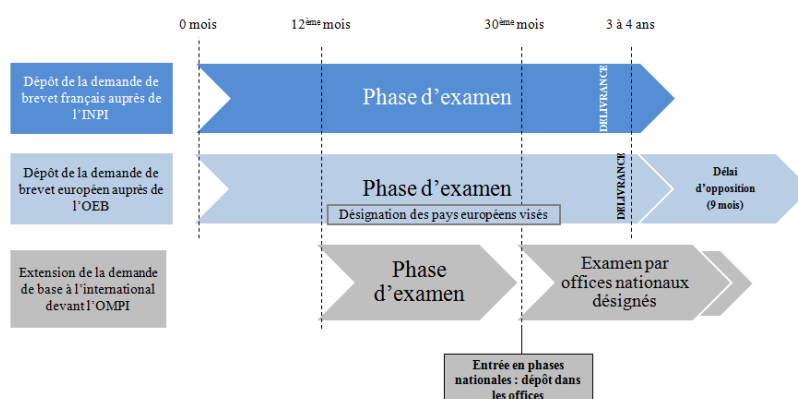 0 mois
12ème mois
30ème mois
3 à 4 ans
Dépôt de la demande de
brevet français auprès de
l'INPI
Phase d'examen
DELIVRANCE
Dépôt de la demande de
brevet européen auprès de
l'OEB
Phase d'examen
Désignation des pays européens visés
DELIVRANCE
Délai
d'opposition
(9 mois)
Extension de la demande
de base à l'international
devant l'OMPI
Phase
d'examen
Examen par
offices nationaux
désignés
Entrée en phases
nationales : dépôt dans
les offices